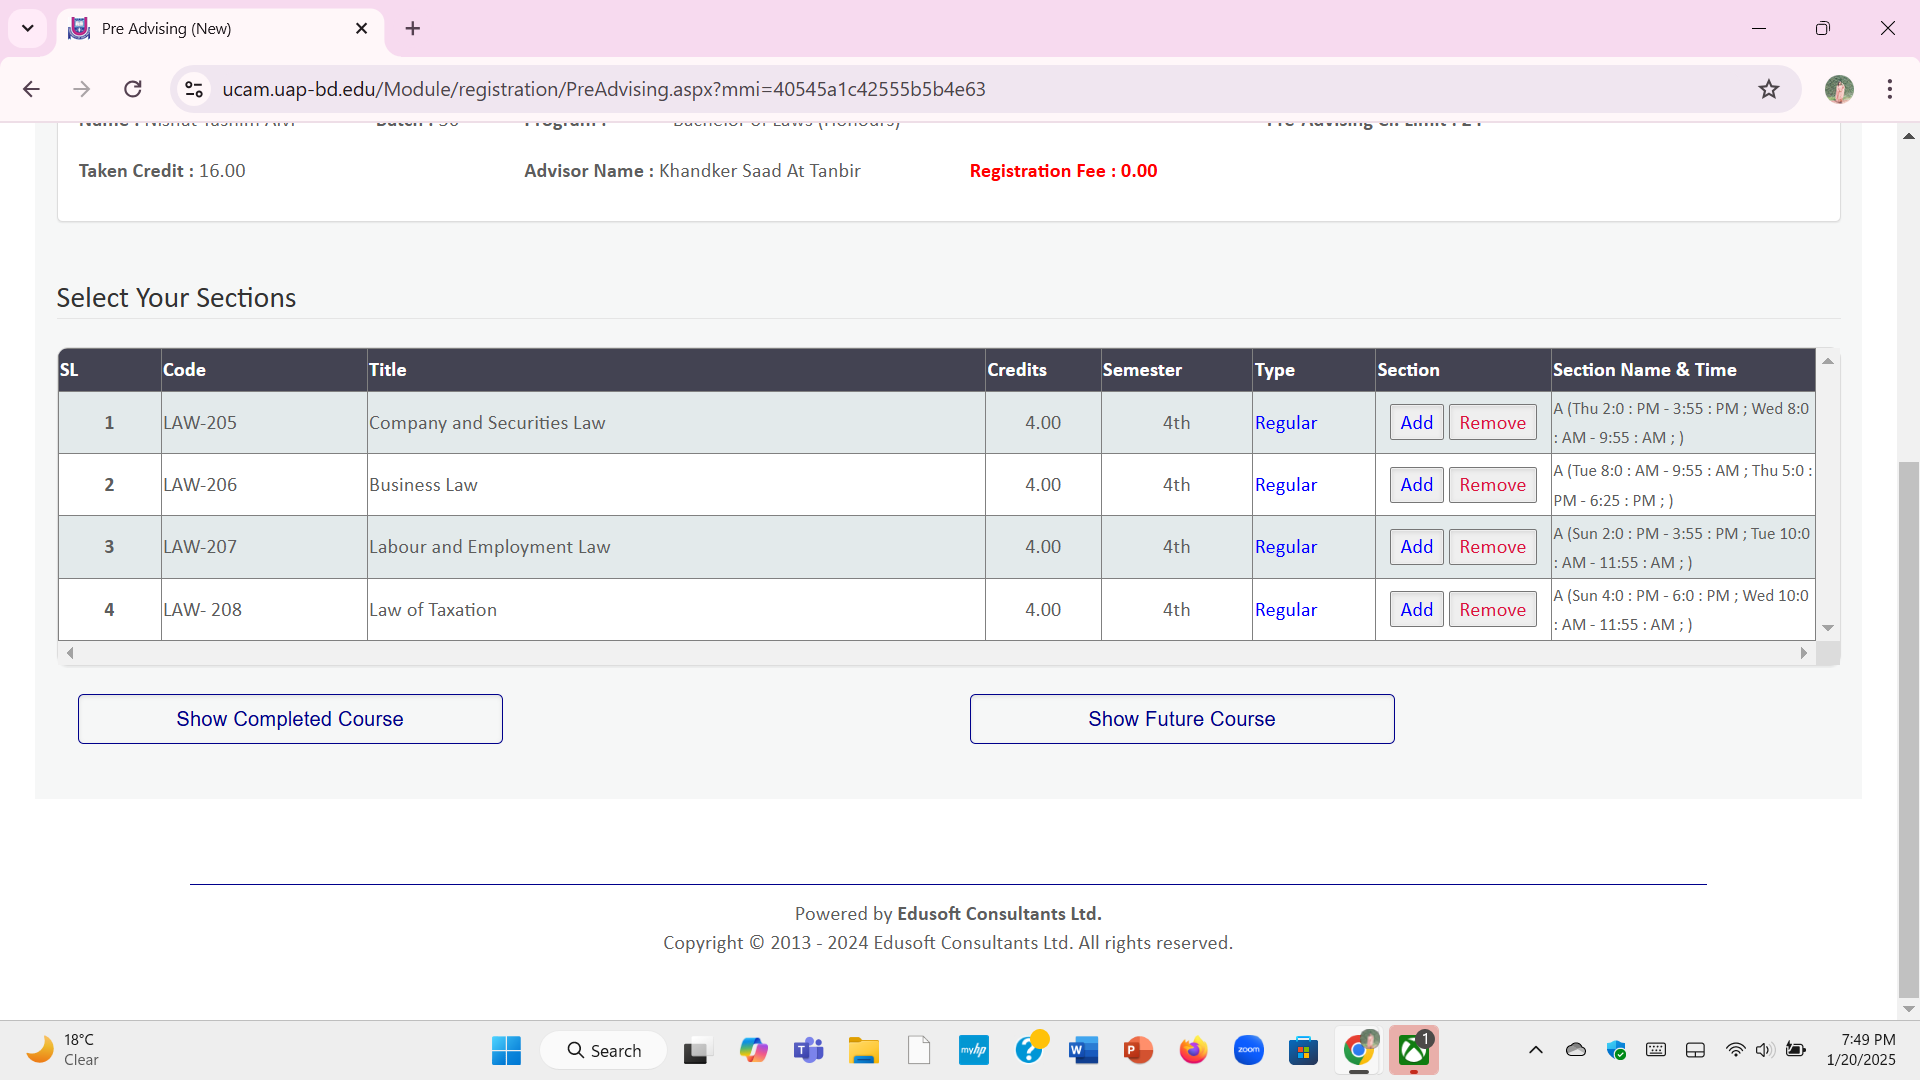 Pre Advising (New)
ucam.uap-bd.edu/Module/registration/PreAdvising.aspx?mmi=40545a1c42555b5b4e63
Taken Credit : 16.00 Advisor Name : Khandker Saad At Tanbir Registration Fee : 0.00
Select Your Sections
SL Code Title Credits Semester Type Section Section Name & Time
1 LAW-205 Company and Securities Law 4.00 4th Regular Add Remove A (Thu 2:0 : PM - 3:55 : PM ; Wed 8:0
: AM - 9:55 : AM ; )
2 LAW-206 Business Law 4.00 4th Regular Add Remove A (Tue 8:0 : AM - 9:55 : AM ; Thu 5:0 :
PM - 6:25 : PM ; )
3 LAW-207 Labour and Employment Law 4.00 4th Regular Add Remove A (Sun 2:0 : PM - 3:55 : PM ; Tue 10:0
: AM - 11:55 : AM ; )
4 LAW- 208 Law of Taxation 4.00 4th Regular Add Remove A (Sun 4:0 : PM - 6:0 : PM ; Wed 10:0
: AM - 11:55 : AM ; )
Show Completed Course Show Future Course
Powered by Edusoft Consultants Ltd.
Copyright © 2013 - 2024 Edusoft Consultants Ltd. All rights reserved.
18°C
Clear
Search
myhp
W
P
zoom
1
7:49 PM
1/20/2025